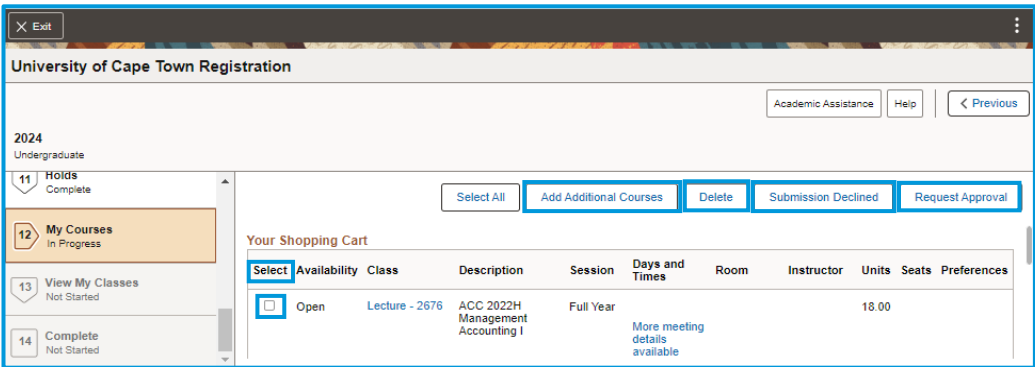 Exit
University of Cape Town Registration
Academic Assistance Help Previous
2024
Undergraduate
11 Holds
Complete
Select All Add Additional Courses Delete Submission Declined Request Approval
12 My Courses
In Progress
Your Shopping Cart
Select Availability Class Description Session Days and Times Room Instructor Units Seats Preferences
13 View My Classes
Not Started
Open Lecture - 2676 ACC 2022H Full Year 18.00
Management
Accounting I
More meeting
details
available
14 Complete
Not Started